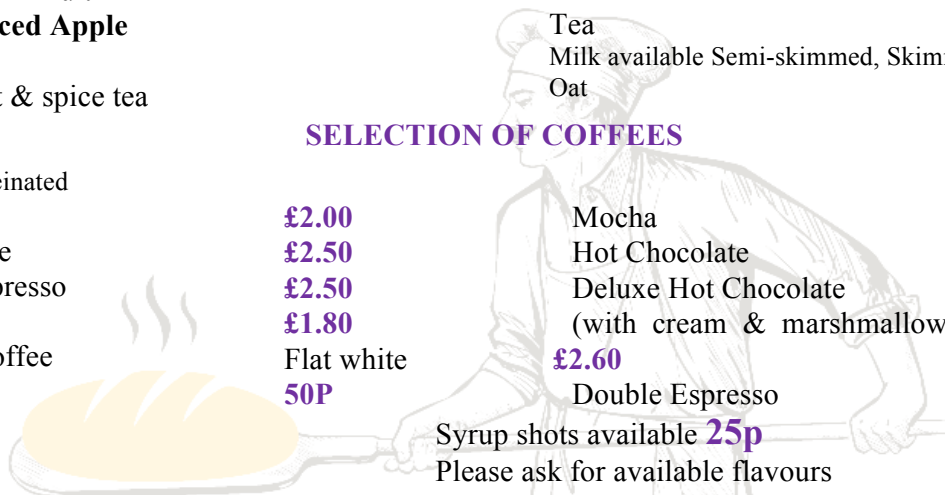 ced Apple
Tea
Milk available Semi-skimmed, Skim
Oat
& spice tea
SELECTION OF COFFEES
einated
£2.00 Mocha
e £2.50 Hot Chocolate
presso £2.50 Deluxe Hot Chocolate
£1.80 (with cream & marshmallow
offee Flat white £2.60
50P Double Espresso
Syrup shots available 25p
Please ask for available flavours